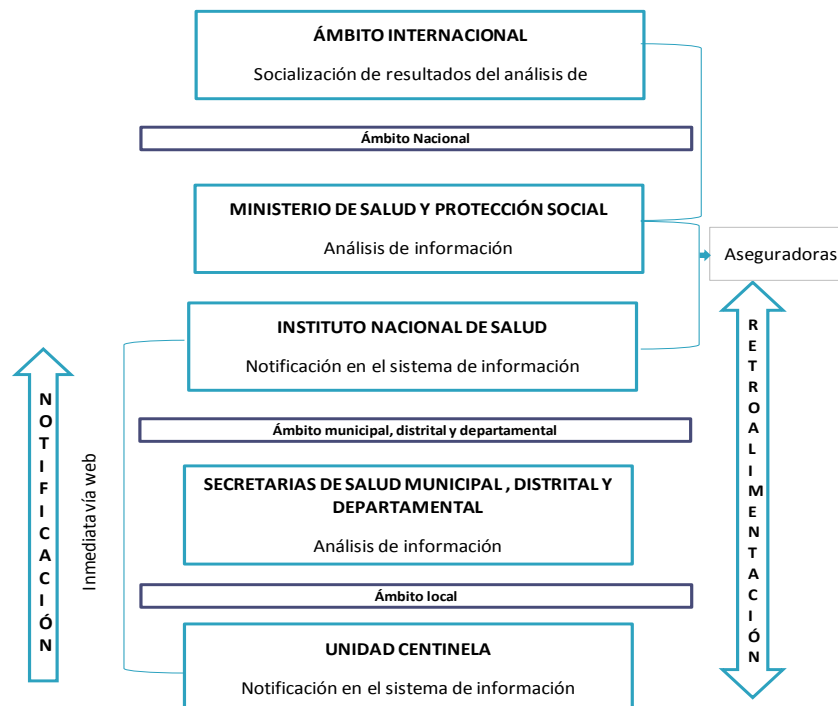 ÁMBITO INTERNACIONAL
Socialización de resultados del análisis de
Ámbito Nacional
MINISTERIO DE SALUD Y PROTECCIÓN SOCIAL
Análisis de información
Aseguradoras
INSTITUTO NACIONAL DE SALUD
Notificación en el sistema de información
Ámbito municipal, distrital y departamental
SECRETARIAS DE SALUD MUNICIPAL , DISTRITAL Y
DEPARTAMENTAL
Análisis de información
Ámbito local
UNIDAD CENTINELA
Notificación en el sistema de información
NOTIFICACIÓN
Inmediata vía web
RETROALIMENTACIÓN